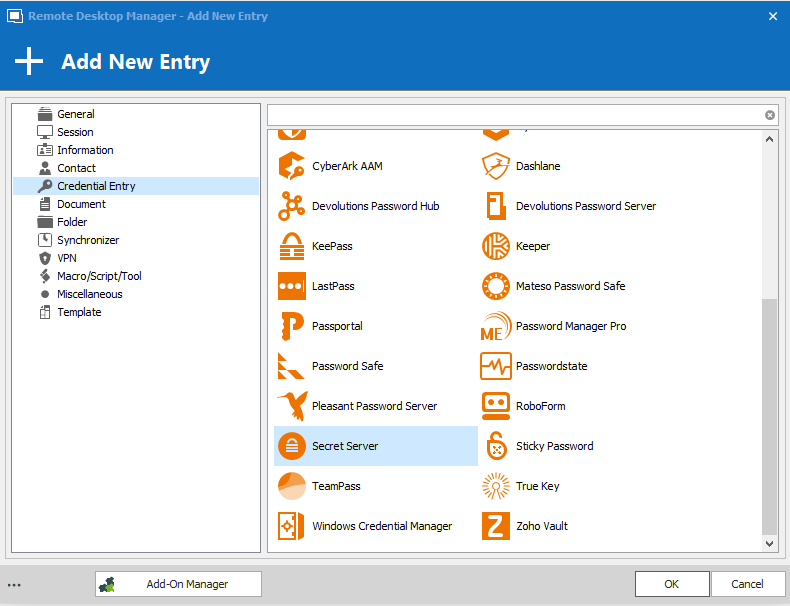 Remote Desktop Manager - Add New Entry
Add New Entry
General
Session
Information
Contact
Credential Entry
Document
Folder
Synchronizer
VPN
Macro/Script/Tool
Miscellaneous
Template
CyberArk AAM
Dashlane
Devolutions Password Hub
Devolutions Password Server
KeePass
Keeper
LastPass
Mateso Password Safe
Passportal
ME
Password Manager Pro
Password Safe
Passwordstate
Pleasant Password Server
RoboForm
Secret Server
Sticky Password
TeamPass
True Key
Windows Credential Manager
Zoho Vault
Add-On Manager
OK
Cancel